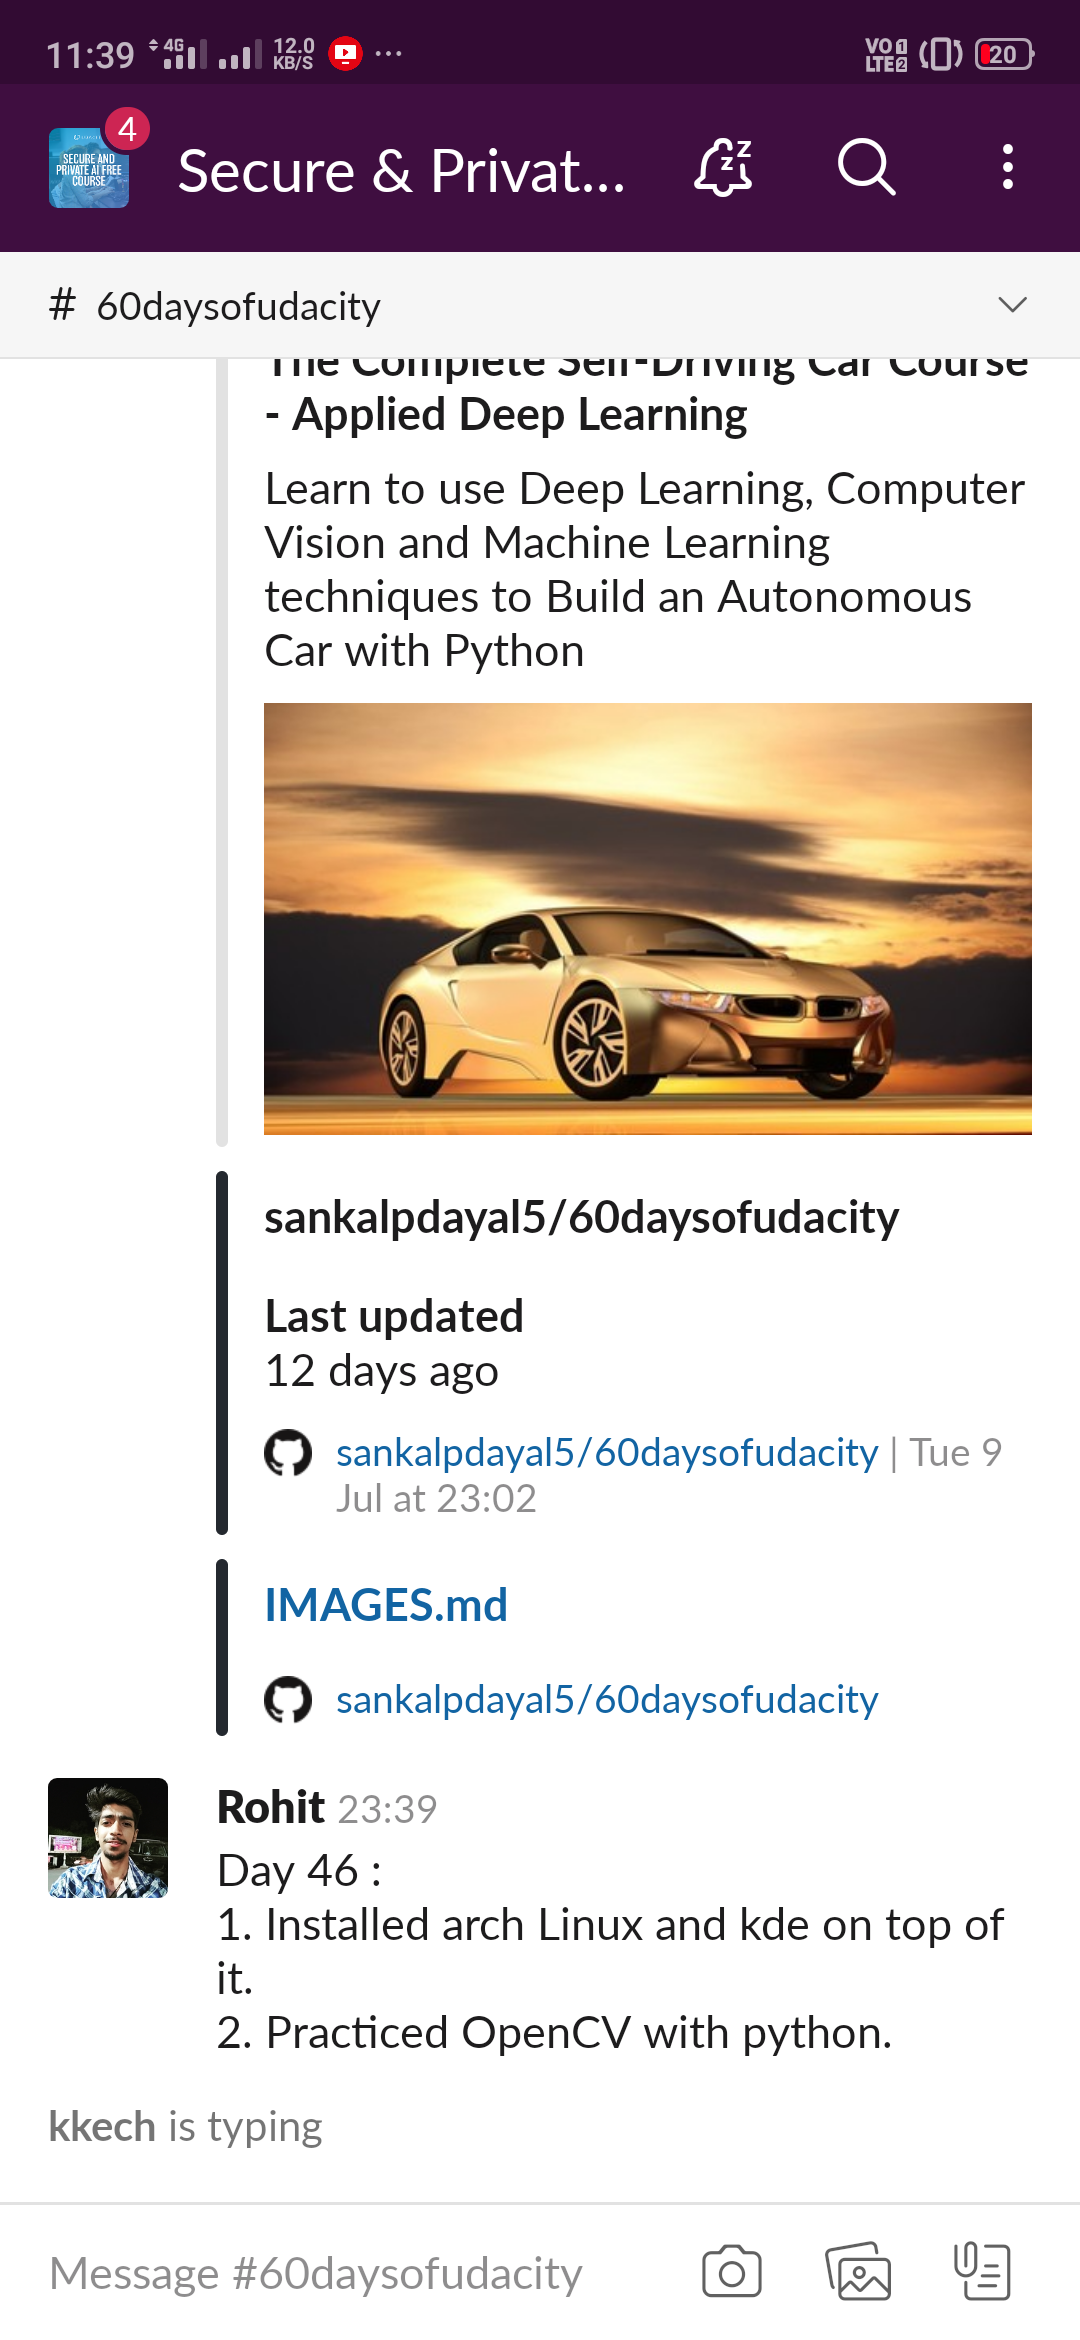 11:39 4G 12.0 KB/S ... VO 1 LTE 2 20
4
SECURE AND
PRIVATE AI FREE
COURSE
Secure & Privat...
# 60daysofudacity
The Complete Self-Driving Car Course
- Applied Deep Learning
Learn to use Deep Learning, Computer
Vision and Machine Learning
techniques to Build an Autonomous
Car with Python
sankalpdayal5/60daysofudacity
Last updated
12 days ago
sankalpdayal5/60daysofudacity | Tue 9
Jul at 23:02
IMAGES.md
sankalpdayal5/60daysofudacity
Rohit 23:39
Day 46 :
1. Installed arch Linux and kde on top of
it.
2. Practiced OpenCV with python.
kkech is typing
Message #60daysofudacity